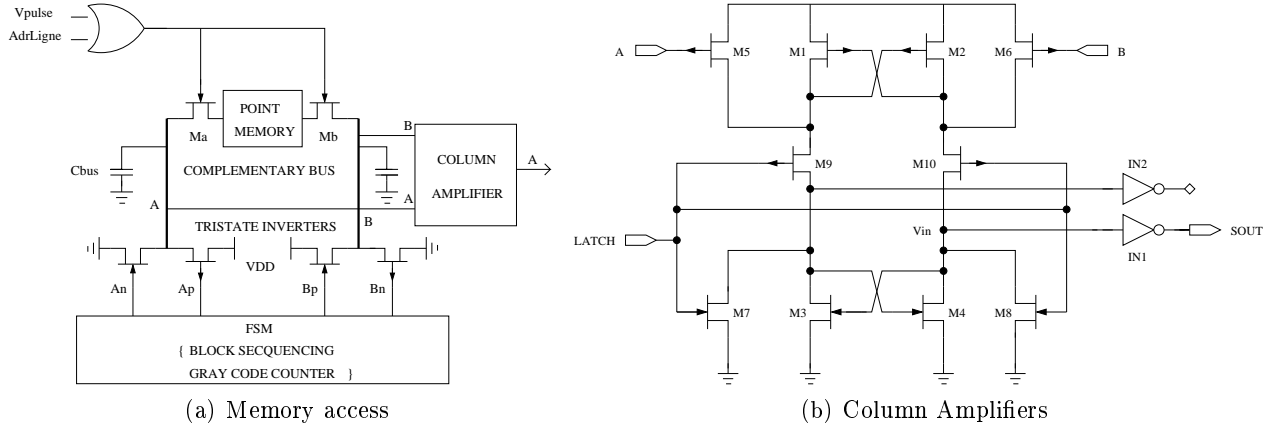 Vpulse
AdrLigne
POINT
MEMORY
Ma
Mb
B
COLUMN
AMPLIFIER
A
Cbus
COMPLEMENTARY BUS
A
A
B
TRISTATE INVERTERS
VDD
An
Ap
Bp
Bn
FSM
{ BLOCK SECQUENCING
GRAY CODE COUNTER }
(a) Memory access
A
M5
M1
M2
M6
B
M9
M10
IN2
LATCH
Vin
SOUT
IN1
M7
M3
M4
M8
(b) Column Amplifiers